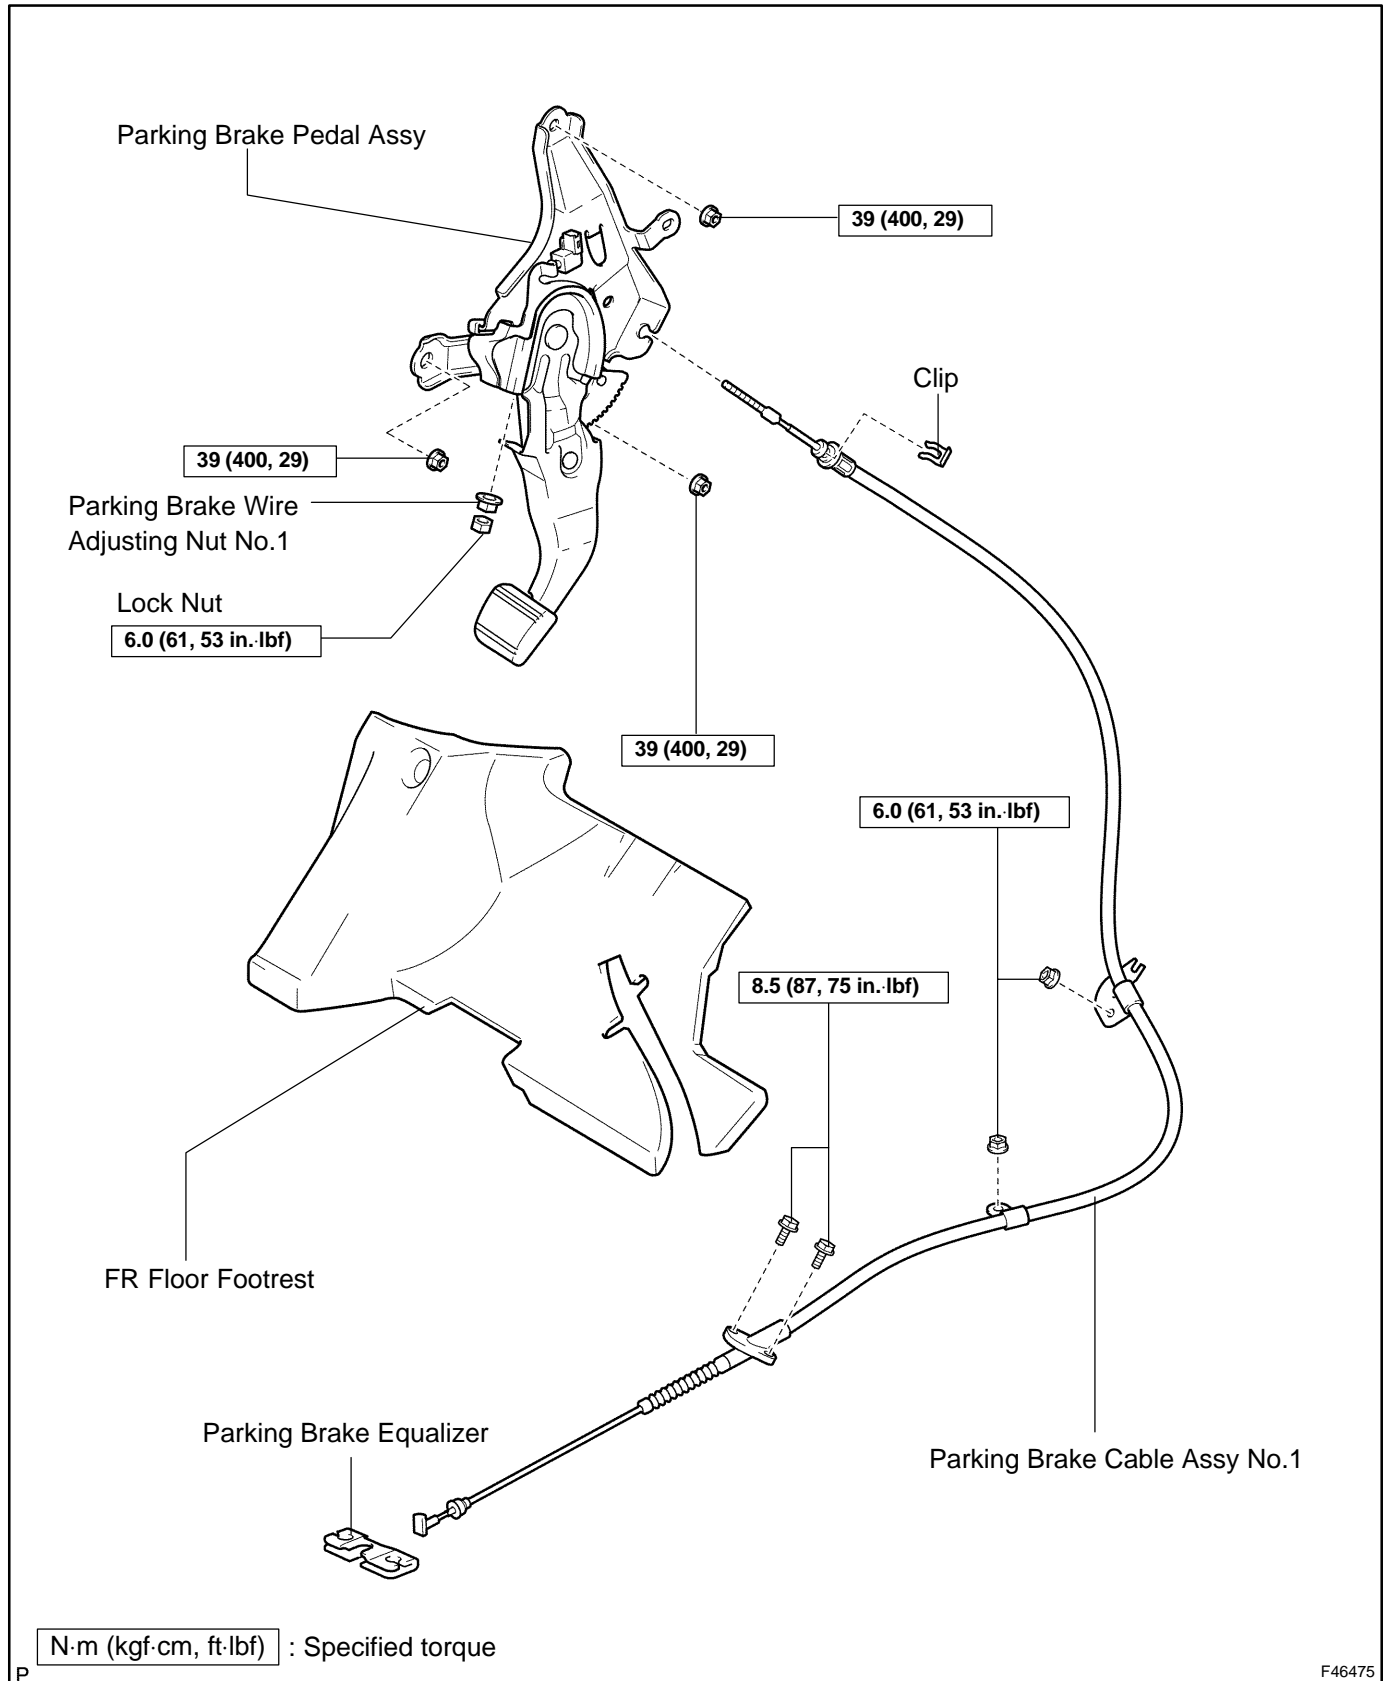 Parking Brake Pedal Assy
39 (400, 29)
Clip
39 (400, 29)
Parking Brake Wire
Adjusting Nut No.1
Lock Nut
6.0 (61, 53 in.·lbf)
39 (400, 29)
6.0 (61, 53 in.·lbf)
8.5 (87, 75 in.·lbf)
FR Floor Footrest
Parking Brake Equalizer
Parking Brake Cable Assy No.1
N·m (kgf·cm, ft·lbf) : Specified torque
P
F46475